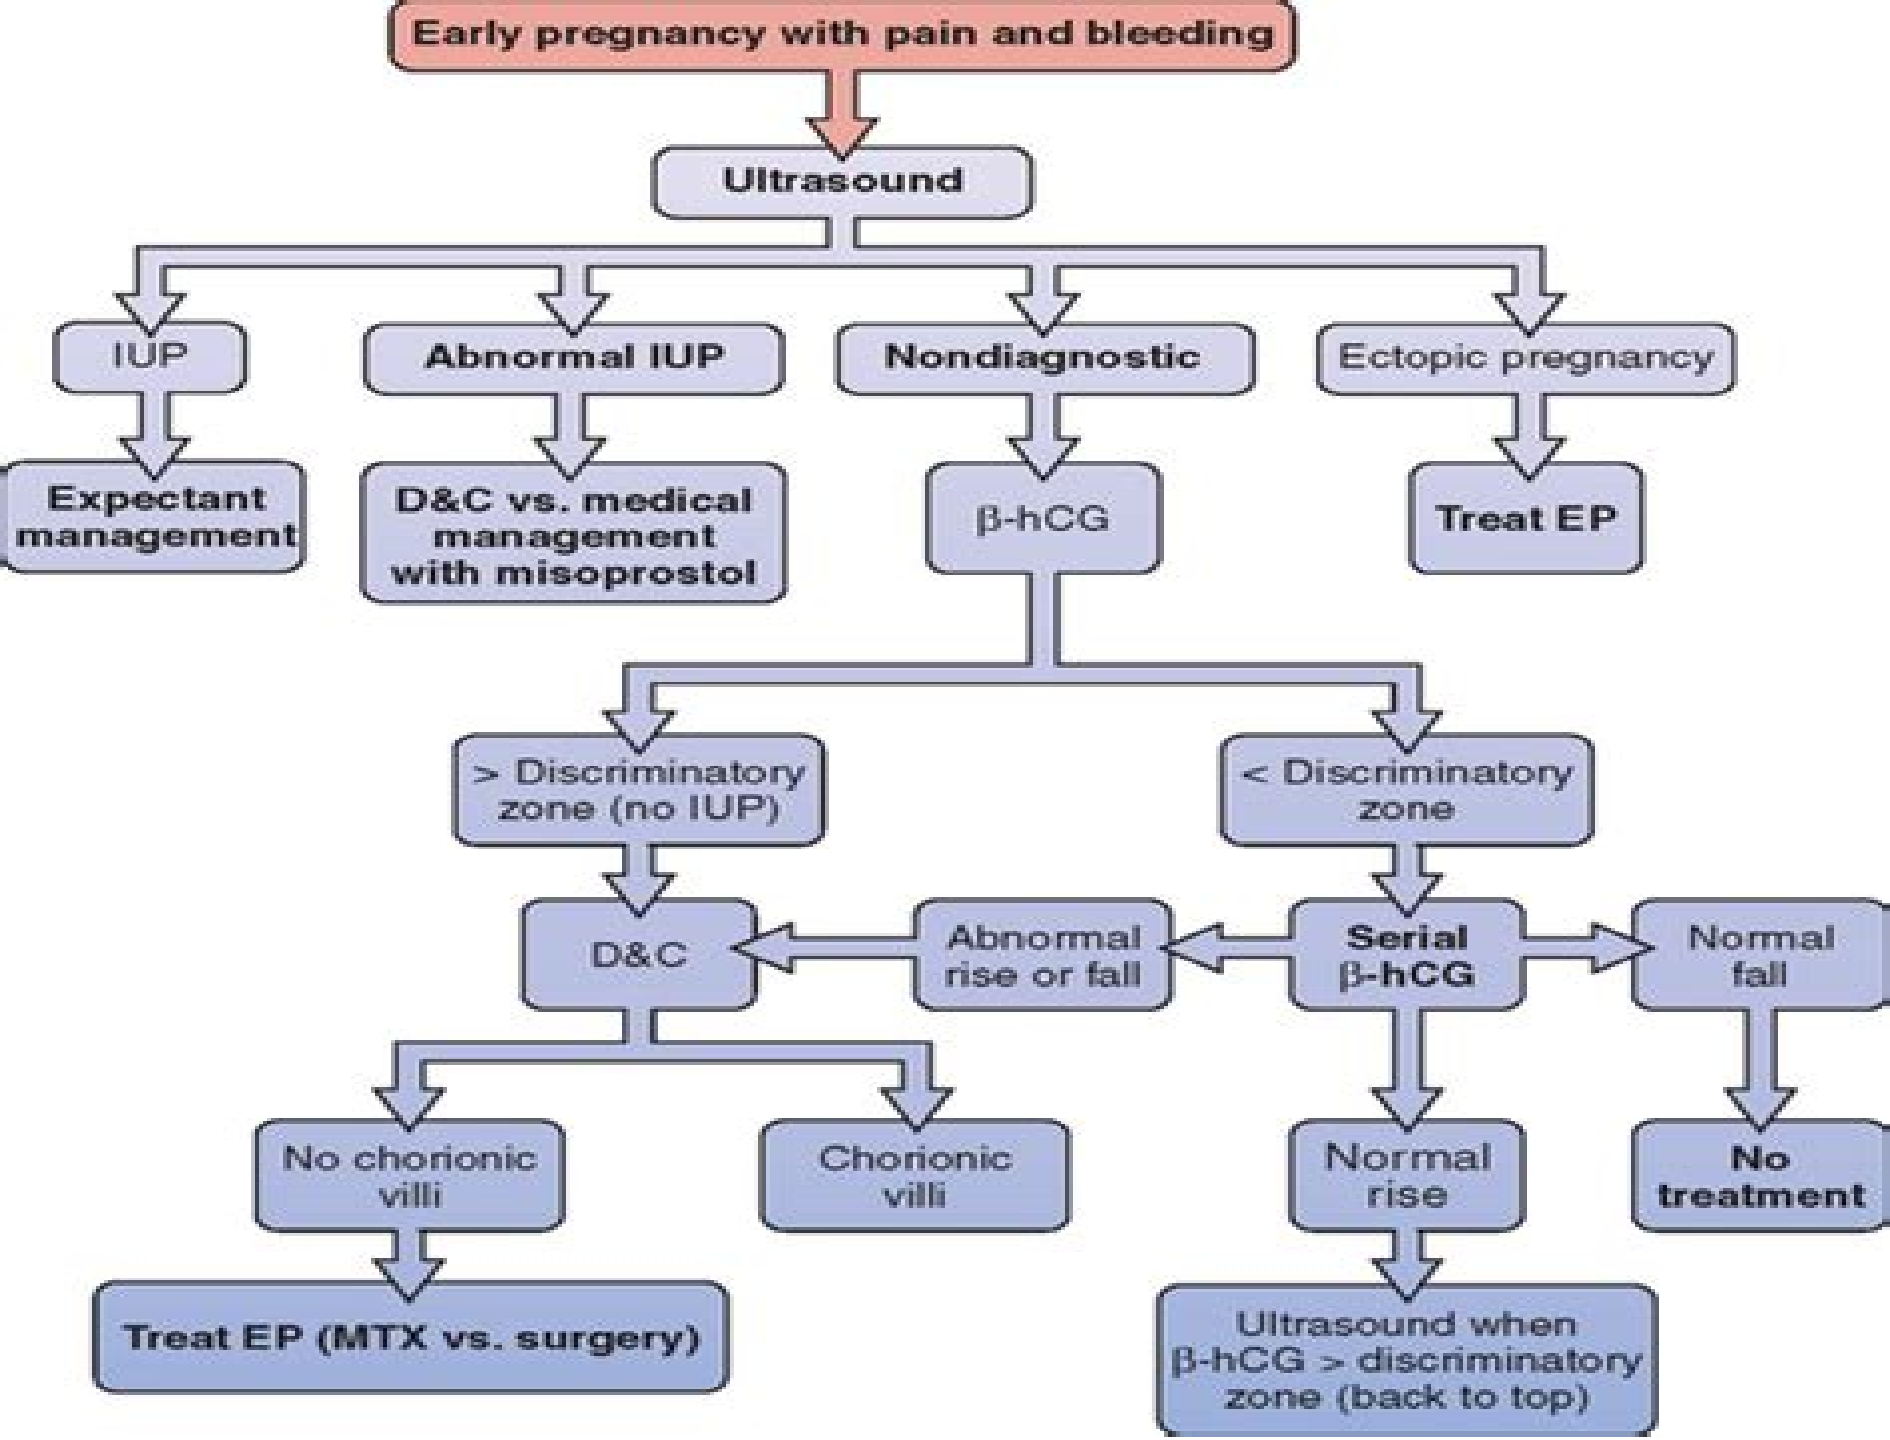 Early pregnancy with pain and bleeding
Ultrasound
IUP
Abnormal IUP
Nondiagnostic
Ectopic pregnancy
Expectant
management
D&C vs. medical
management
with misoprostol
β-hCG
Treat EP
> Discriminatory
zone (no IUP)
< Discriminatory
zone
D&C
Abnormal
rise or fall
Serial
β-hCG
Normal
fall
No chorionic
villi
Chorionic
villi
Normal
rise
No
treatment
Treat EP (MTX vs. surgery)
Ultrasound when
β-hCG > discriminatory
zone (back to top)